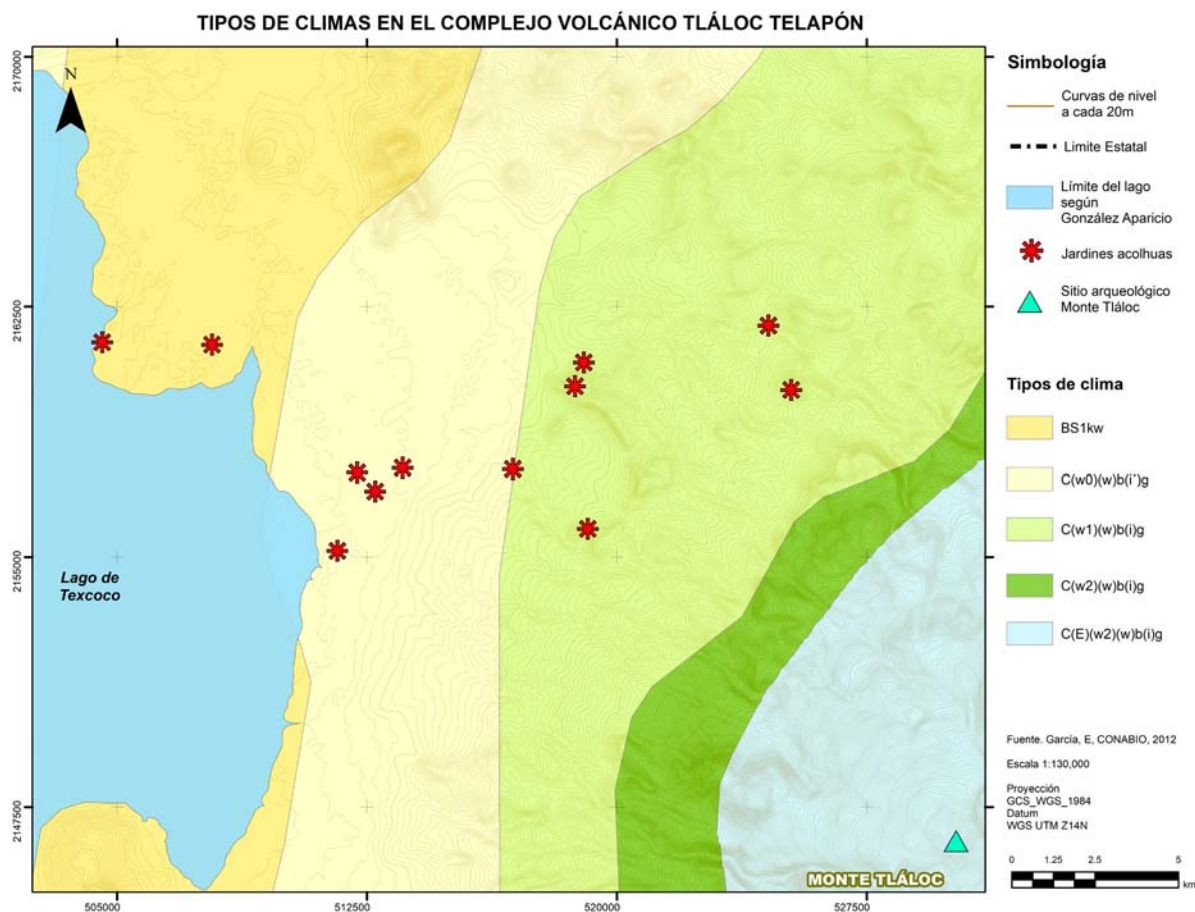 TIPOS DE CLIMAS EN EL COMPLEJO VOLCÁNICO TLÁLOC TELAPÓN
N
2170000
2162500
2155000
2147500
505000
512500
520000
527500
Lago de
Texcoco
MONTE TLÁLOC
Simbología
Curvas de nivel
a cada 20m
Limite Estatal
Límite del lago
según
González Aparicio
Jardines acolhuas
Sitio arqueológico
Monte Tláloc
Tipos de clima
BS1kw
C(w0)(w)b(i')g
C(w1)(w)b(i)g
C(w2)(w)b(i)g
C(E)(w2)(w)b(i)g
Fuente. García, E, CONABIO, 2012
Escala 1:130,000
Proyección
GCS_WGS_1984
Datum
WGS UTM Z14N
0 1.25 2.5 5
km